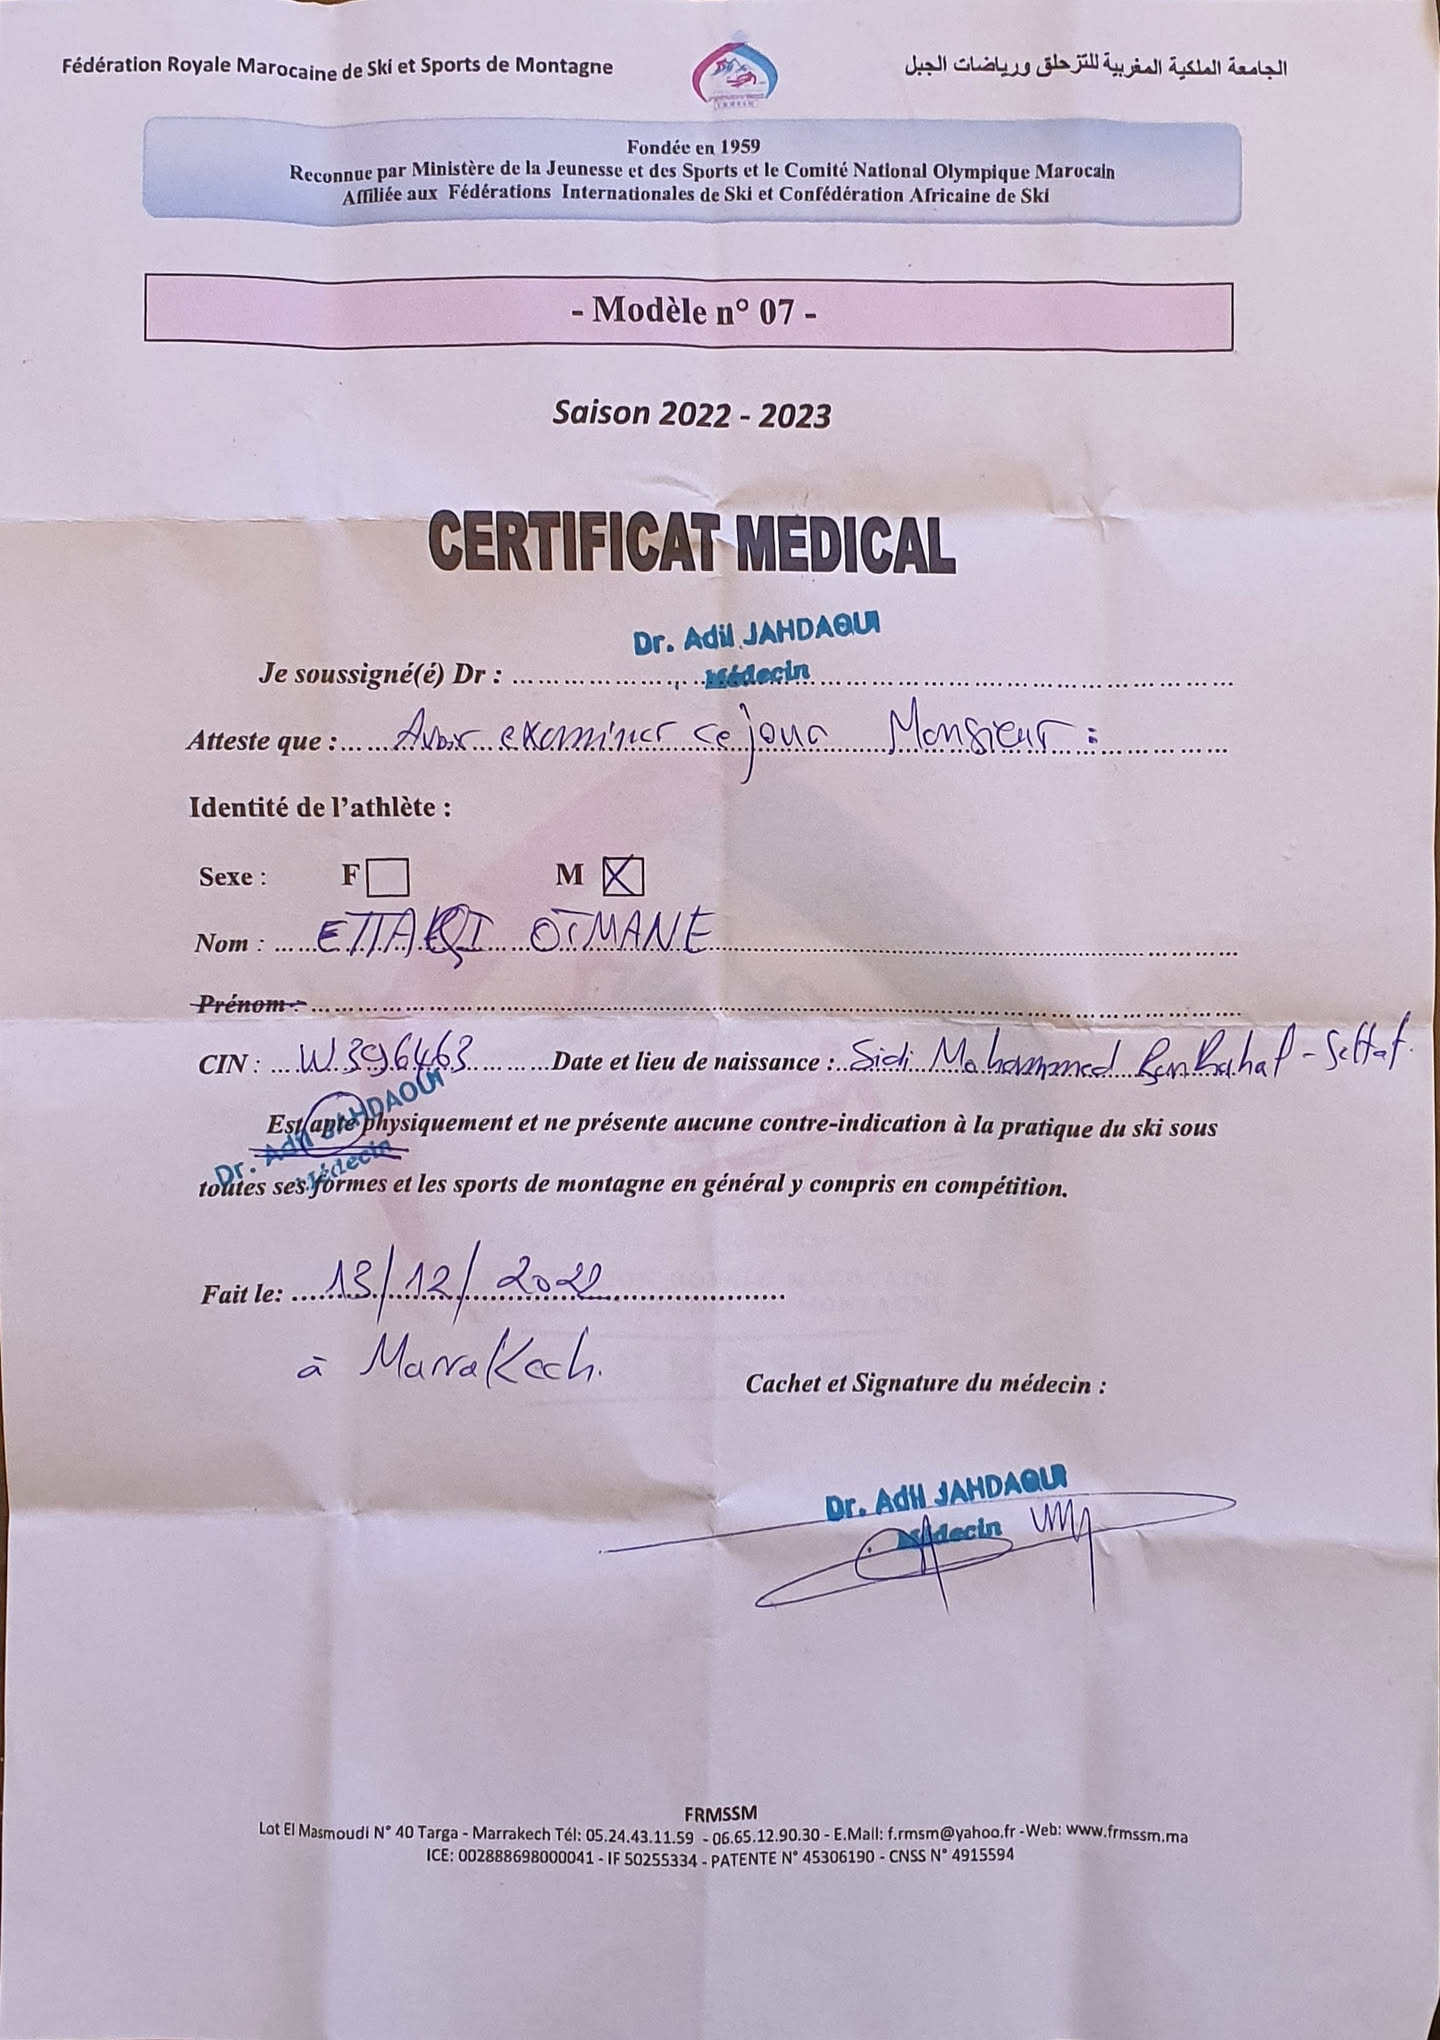 Fédération Royale Marocaine de Ski et Sports de Montagne
الجامعة الملكية المغربية للتزحلق ورياضات الجبل
Fondée en 1959
Reconnue par Ministère de la Jeunesse et des Sports et le Comité National Olympique Marocain
Affiliée aux Fédérations Internationales de Ski et Confédération Africaine de Ski
- Modèle n° 07 -
Saison 2022 - 2023
CERTIFICAT MEDICAL
Dr. Adil JAHDAOUI
Je soussigné(é) Dr : Médecin
Atteste que : Avoir examiner ce jour Monsieur :
Identité de l'athlète :
Sexe : F M X
Nom : ETTAQI OTMANE
Prénom :
CIN : W396463 Date et lieu de naissance : Sidi Mohammed Ben Rahal - Settat.
Est apte physiquement et ne présente aucune contre-indication à la pratique du ski sous
Dr. Adil JAHDAOUI
Médecin
toutes ses formes et les sports de montagne en général y compris en compétition.
Fait le: 13/12/2022
à Marrakech.
Cachet et Signature du médecin :
Dr. Adil JAHDAOUI
Médecin
FRMSSM
Lot El Masmoudi N° 40 Targa - Marrakech Tél: 05.24.43.11.59 - 06.65.12.90.30 - E.Mail: f.rmsm@yahoo.fr -Web: www.frmssm.ma
ICE: 002888698000041 - IF 50255334 - PATENTE N° 45306190 - CNSS N° 4915594